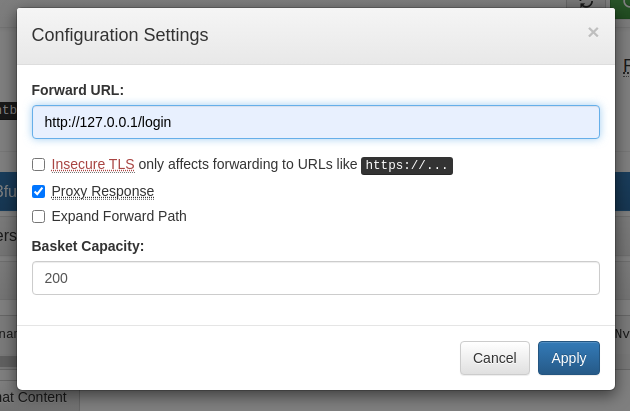 Configuration Settings
×
Forward URL:
http://127.0.0.1/login
Insecure TLS only affects forwarding to URLs like https://...
Proxy Response
Expand Forward Path
Basket Capacity:
200
Cancel Apply
Content